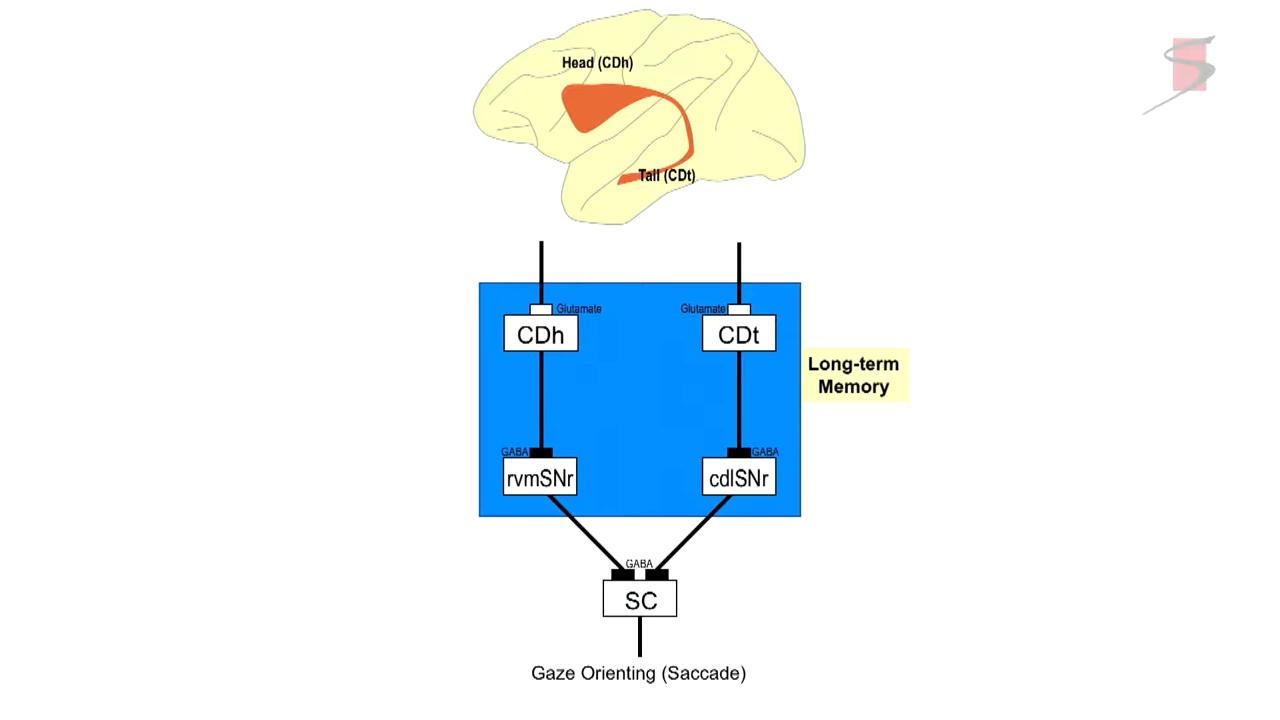 Head (CDh)
Tail (CDt)
Glutamate
Glutamate
CDh
CDt
Long-term
Memory
GABA
GABA
rvmSNr
cdlSNr
GABA
SC
Gaze Orienting (Saccade)